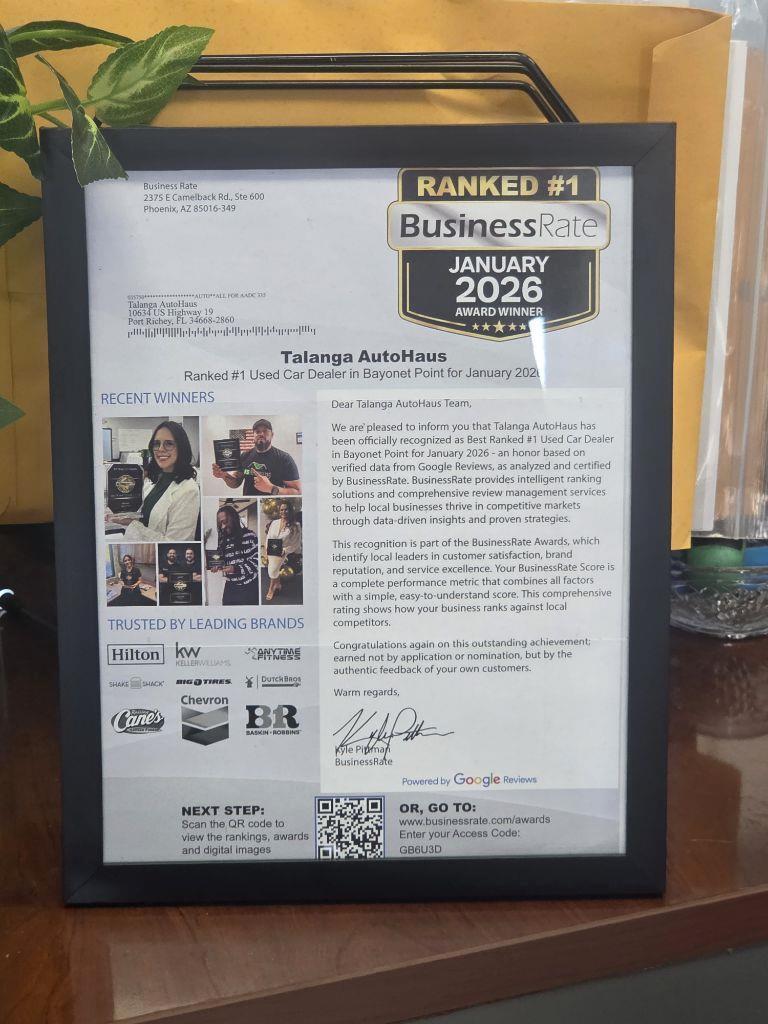 Business Rate
2375 E Camelback Rd., Ste 600
Phoenix, AZ 85016-349
RANKED #1
BusinessRate
JANUARY
2026
AWARD WINNER
AUTO**ALL FOR AADC 335
Talanga AutoHaus
10634 US Highway 19
Port Richey, FL 34668-2860
Talanga AutoHaus
Ranked #1 Used Car Dealer in Bayonet Point for January 2026
RECENT WINNERS
TRUSTED BY LEADING BRANDS
Hilton
kw
KELLERWILLIAMS.
ANYTIME
FITNESS
SHAKE SHACK
BIG O TIRES
DUTCH BROS
Raising
Cane's
CHICKEN FINGERS
Chevron
BR
BASKIN-ROBBINS
Dear Talanga AutoHaus Team,
We are pleased to inform you that Talanga AutoHaus has
been officially recognized as Best Ranked #1 Used Car Dealer
in Bayonet Point for January 2026 - an honor based on
verified data from Google Reviews, as analyzed and certified
by BusinessRate. BusinessRate provides intelligent ranking
solutions and comprehensive review management services
to help local businesses thrive in competitive markets
through data-driven insights and proven strategies.
This recognition is part of the BusinessRate Awards, which
identify local leaders in customer satisfaction, brand
reputation, and service excellence. Your BusinessRate Score is
a complete performance metric that combines all factors
with a simple, easy-to-understand score. This comprehensive
rating shows how your business ranks against local
competitors.
Congratulations again on this outstanding achievement;
earned not by application or nomination, but by the
authentic feedback of your own customers.
Warm regards,
Kyle Pittman
BusinessRate
Powered by Google Reviews
NEXT STEP:
Scan the QR code to
view the rankings, awards
and digital images
OR, GO TO:
www.businessrate.com/awards
Enter your Access Code:
GB6U3D